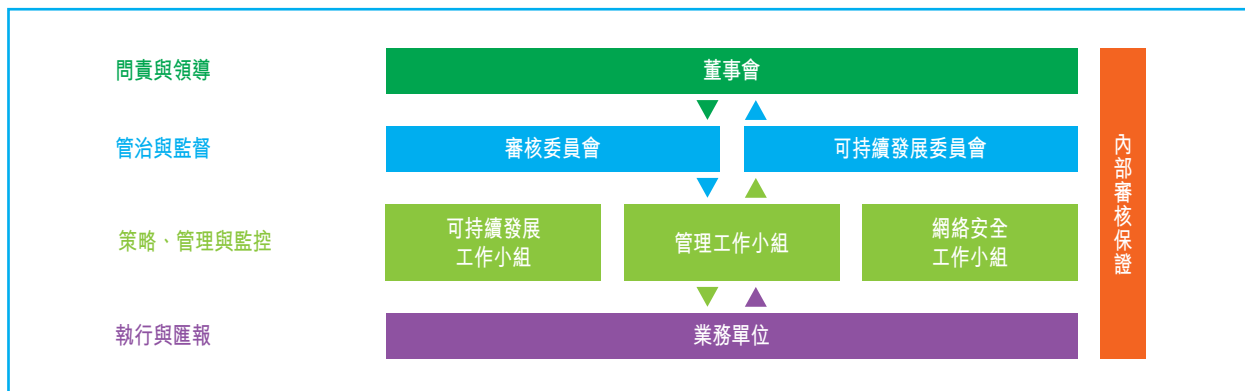 問責與領導
董事會
管治與監督
審核委員會
可持續發展委員會
策略、管理與監控
可持續發展
工作小組
管理工作小組
網絡安全
工作小組
執行與匯報
業務單位
內部審核保證